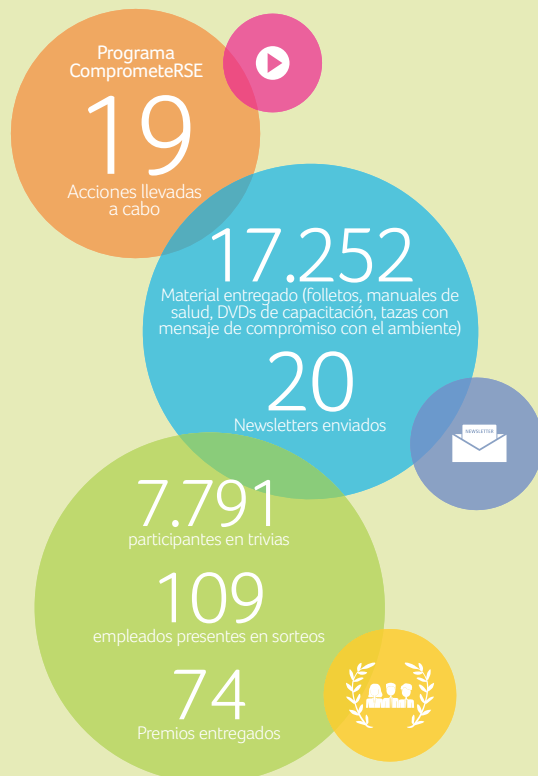 Programa
ComprometeRSE
19
Acciones llevadas
a cabo
17.252
Material entregado (folletos, manuales de
salud, DVDs de capacitación, tazas con
mensaje de compromiso con el ambiente)
20
Newsletters enviados
NEWSLETTER
7.791
participantes en trivias
109
empleados presentes en sorteos
74
Premios entregados